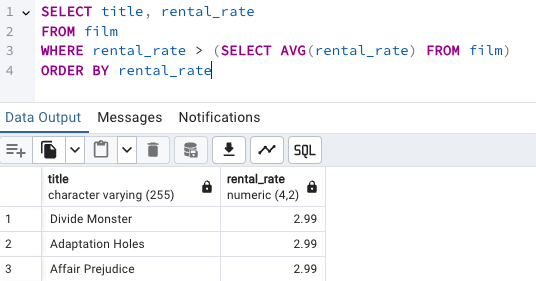 1 SELECT title, rental_rate
2 FROM film
3 WHERE rental_rate > (SELECT AVG(rental_rate) FROM film)
4 ORDER BY rental_rate
Data Output Messages Notifications
SQL
title rental_rate
character varying (255) numeric (4,2)
1 Divide Monster 2.99
2 Adaptation Holes 2.99
3 Affair Prejudice 2.99